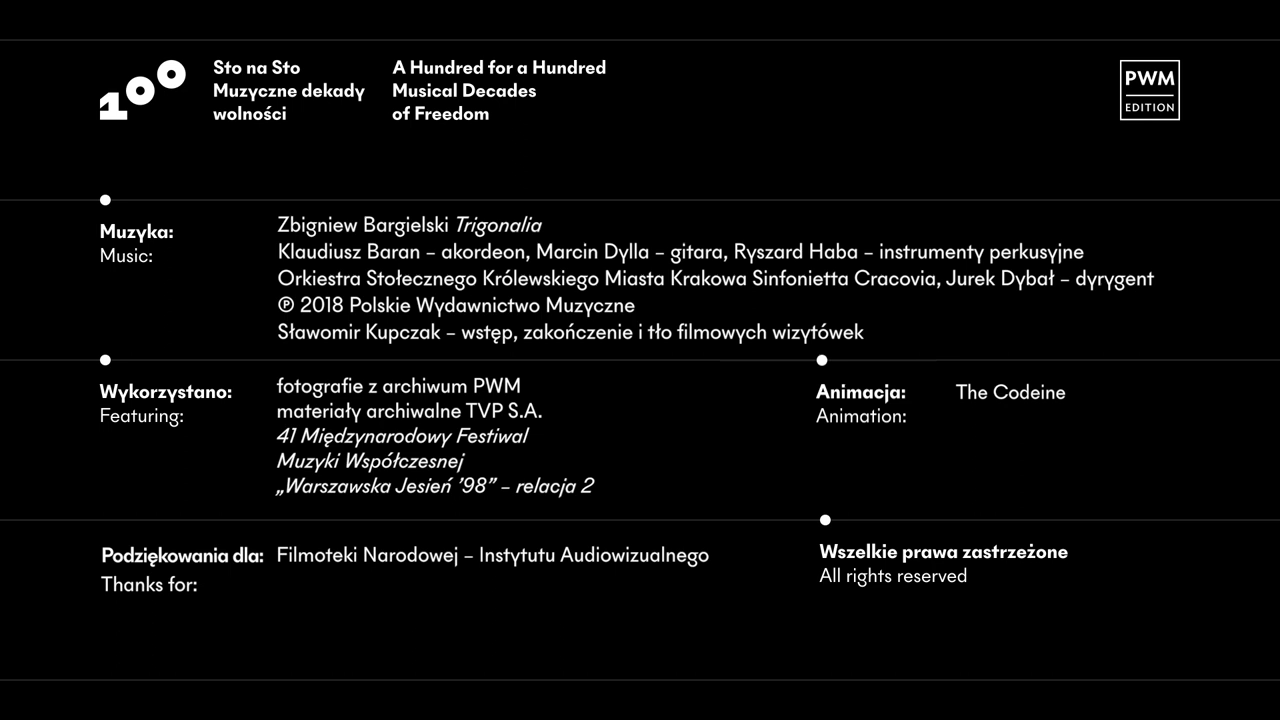 100
Sto na Sto
Muzyczne dekady
wolności
A Hundred for a Hundred
Musical Decades
of Freedom
PWM
EDITION
Muzyka:
Music:
Zbigniew Bargielski Trigonalia
Klaudiusz Baran – akordeon, Marcin Dylla – gitara, Ryszard Haba – instrumenty perkusyjne
Orkiestra Stołecznego Królewskiego Miasta Krakowa Sinfonietta Cracovia, Jurek Dybał – dyrygent
℗ 2018 Polskie Wydawnictwo Muzyczne
Sławomir Kupczak – wstęp, zakończenie i tło filmowych wizytówek
Wykorzystano:
Featuring:
fotografie z archiwum PWM
materiały archiwalne TVP S.A.
41 Międzynarodowy Festiwal
Muzyki Współczesnej
„Warszawska Jesień ’98” – relacja 2
Animacja:
Animation:
The Codeine
Podziękowania dla:
Thanks for:
Filmoteki Narodowej – Instytutu Audiowizualnego
Wszelkie prawa zastrzeżone
All rights reserved